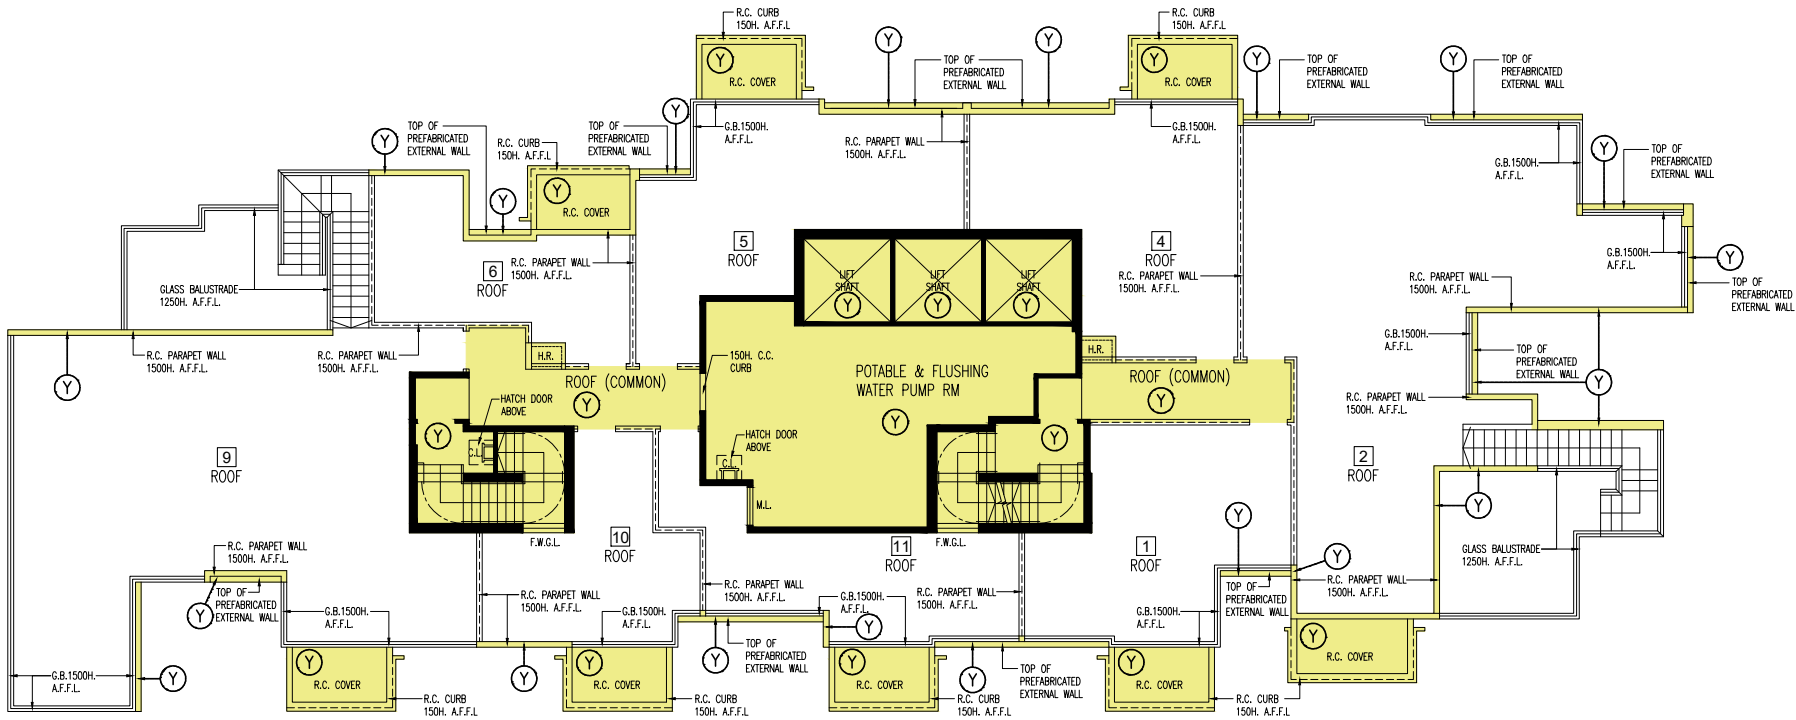 R.C. CURB
150H. A.F.F.L
Y
R.C. COVER
Y
TOP OF
PREFABRICATED
EXTERNAL WALL
Y
R.C. CURB
150H. A.F.F.L
Y
R.C. COVER
Y
TOP OF
PREFABRICATED
EXTERNAL WALL
Y
TOP OF
PREFABRICATED
EXTERNAL WALL
Y
TOP OF
PREFABRICATED
EXTERNAL WALL
R.C. CURB
150H. A.F.F.L
TOP OF
PREFABRICATED
EXTERNAL WALL
Y
G.B.1500H.
A.F.F.L.
R.C. PARAPET WALL
1500H. A.F.F.L.
G.B.1500H.
A.F.F.L.
G.B.1500H.
A.F.F.L.
Y
TOP OF
PREFABRICATED
EXTERNAL WALL
Y
Y
R.C. COVER
6
ROOF
R.C. PARAPET WALL
1500H. A.F.F.L.
5
ROOF
LIFT
SHAFT
Y
LIFT
SHAFT
Y
LIFT
SHAFT
Y
4
ROOF
R.C. PARAPET WALL
1500H. A.F.F.L.
R.C. PARAPET WALL
1500H. A.F.F.L.
G.B.1500H.
A.F.F.L.
Y
TOP OF
PREFABRICATED
EXTERNAL WALL
GLASS BALUSTRADE
1250H. A.F.F.L.
Y
R.C. PARAPET WALL
1500H. A.F.F.L.
R.C. PARAPET WALL
1500H. A.F.F.L.
H.R.
ROOF (COMMON)
Y
150H. C.C.
CURB
POTABLE & FLUSHING
WATER PUMP RM
Y
H.R.
ROOF (COMMON)
Y
G.B.1500H.
A.F.F.L.
TOP OF
PREFABRICATED
EXTERNAL WALL
Y
R.C. PARAPET WALL
1500H. A.F.F.L.
HATCH DOOR
ABOVE
Y
C.L.
HATCH DOOR
ABOVE
C.L.
M.L.
Y
9
ROOF
2
ROOF
Y
Y
F.W.G.L.
10
ROOF
11
ROOF
F.W.G.L.
1
ROOF
GLASS BALUSTRADE
1250H. A.F.F.L.
R.C. PARAPET WALL
1500H. A.F.F.L.
Y
TOP OF
PREFABRICATED
EXTERNAL WALL
G.B.1500H.
A.F.F.L.
R.C. PARAPET WALL
1500H. A.F.F.L.
G.B.1500H.
A.F.F.L.
R.C. PARAPET WALL
1500H. A.F.F.L.
G.B.1500H.
A.F.F.L.
Y
R.C. PARAPET WALL
1500H. A.F.F.L.
G.B.1500H.
A.F.F.L.
TOP OF
PREFABRICATED
EXTERNAL WALL
Y
R.C. PARAPET WALL
1500H. A.F.F.L.
G.B.1500H.
A.F.F.L.
Y
Y
R.C. COVER
R.C. CURB
150H. A.F.F.L
Y
Y
R.C. COVER
R.C. CURB
150H. A.F.F.L
Y
TOP OF
PREFABRICATED
EXTERNAL WALL
Y
R.C. COVER
R.C. CURB
150H. A.F.F.L
Y
TOP OF
PREFABRICATED
EXTERNAL WALL
Y
R.C. COVER
R.C. CURB
150H. A.F.F.L
Y
R.C. COVER